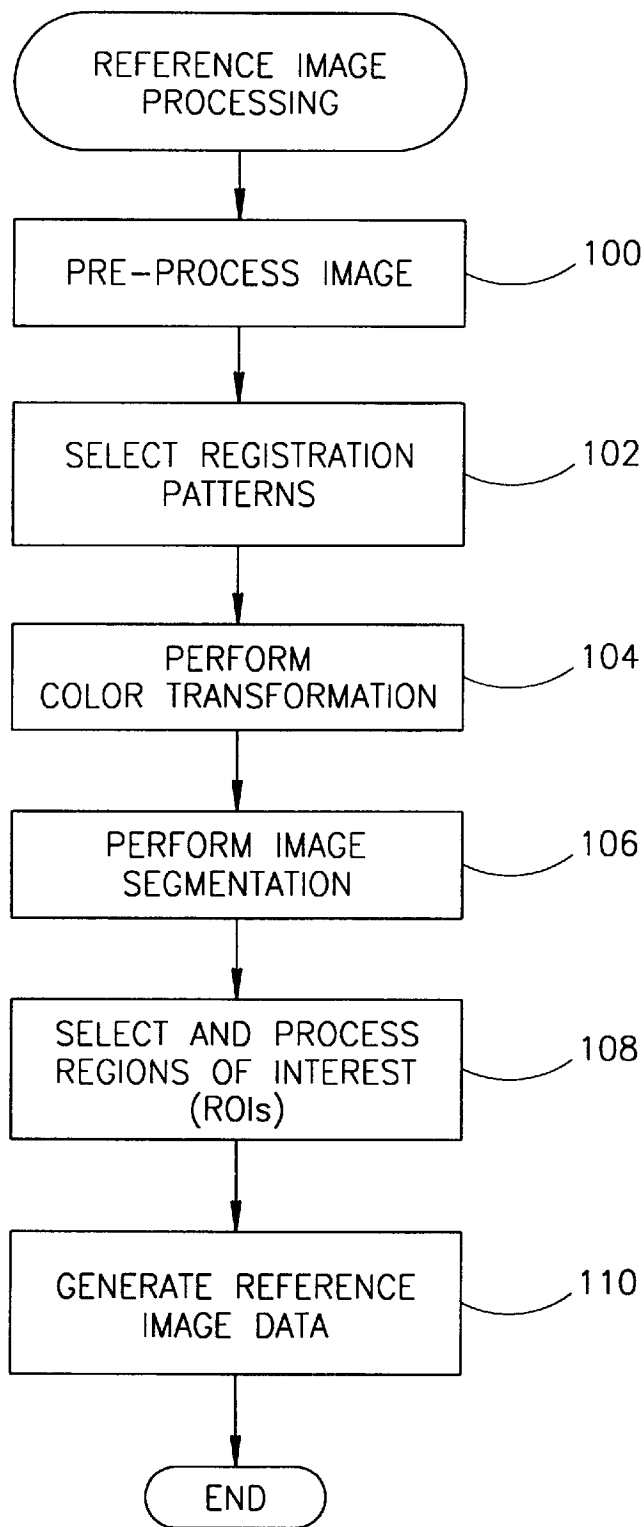 REFERENCE IMAGE
PROCESSING
PRE-PROCESS IMAGE
100
SELECT REGISTRATION
PATTERNS
102
PERFORM
COLOR TRANSFORMATION
104
PERFORM IMAGE
SEGMENTATION
106
SELECT AND PROCESS
REGIONS OF INTEREST
(ROIs)
108
GENERATE REFERENCE
IMAGE DATA
110
END